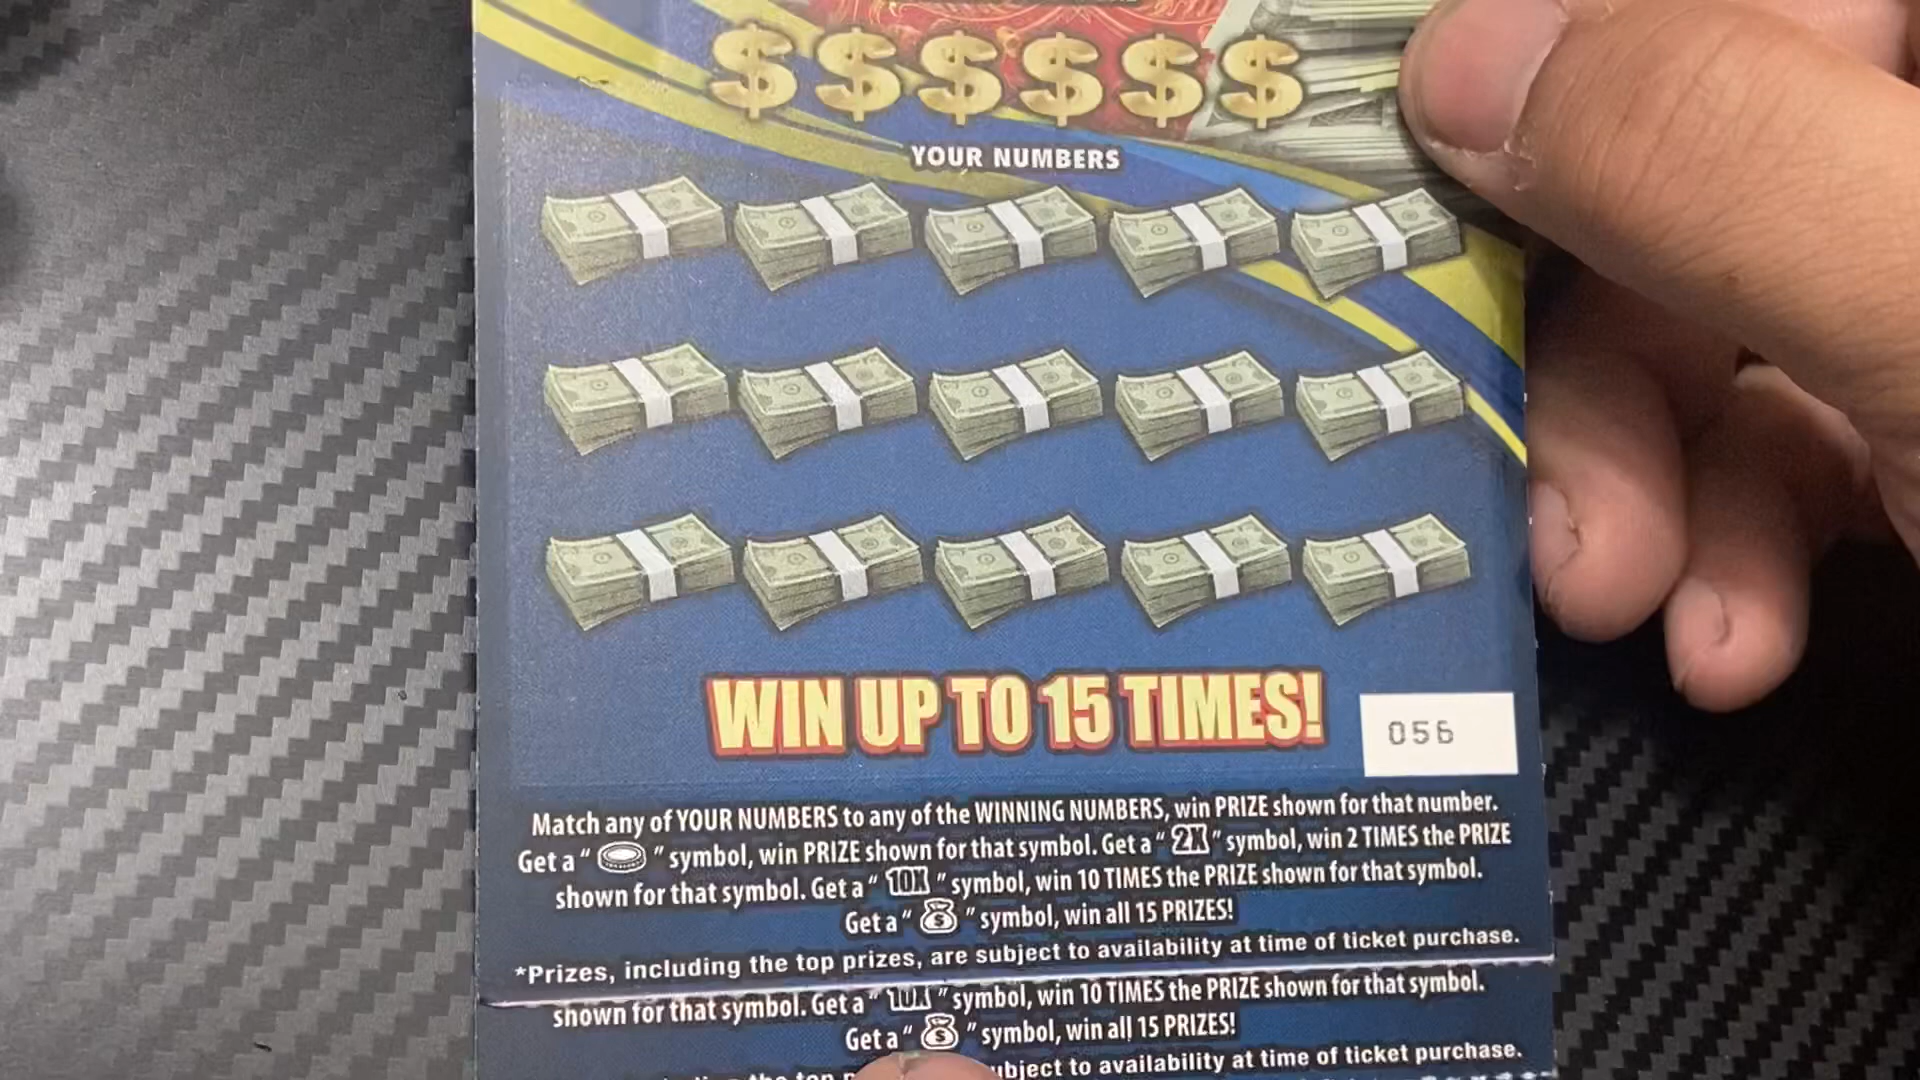 $ $ $ $ $ $
YOUR NUMBERS
WIN UP TO 15 TIMES!
056
Match any of YOUR NUMBERS to any of the WINNING NUMBERS, win PRIZE shown for that number.
Get a " " symbol, win PRIZE shown for that symbol. Get a " 2X " symbol, win 2 TIMES the PRIZE
shown for that symbol. Get a " 10X " symbol, win 10 TIMES the PRIZE shown for that symbol.
Get a " $ " symbol, win all 15 PRIZES!
*Prizes, including the top prizes, are subject to availability at time of ticket purchase.
shown for that symbol. Get a " 10X " symbol, win 10 TIMES the PRIZE shown for that symbol.
Get a " $ " symbol, win all 15 PRIZES!
the top subject to availability at time of ticket purchase.